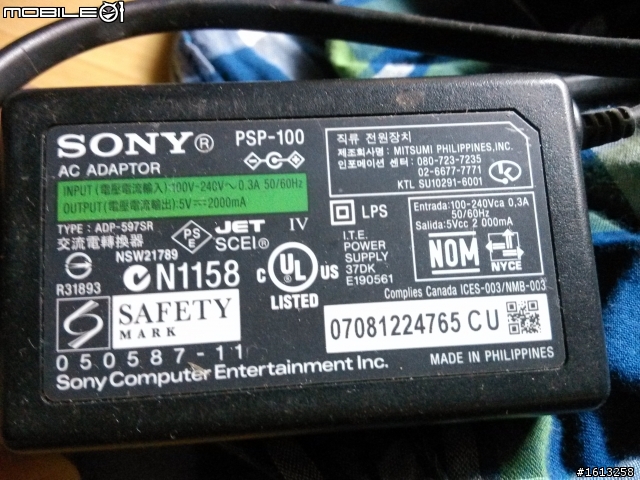 MOBILE01
SONY® PSP-100
AC ADAPTOR
INPUT (電壓電流輸入):100V-240V~0.3A 50/60Hz
OUTPUT (電壓電流輸出):5V⎓2000mA
TYPE : ADP-597SR
交流電轉換器
PS
E
JET
SCEI®
IV
NSW21789
N1158
R31893
C UL US
®
LISTED
I.T.E.
POWER
SUPPLY
37DK
E190561
LPS
SAFETY
MARK
050587-11
Sony Computer Entertainment Inc.
직류 전원장치
제조회사명 : MITSUMI PHILIPPINES,INC.
인포메이션 센터 : 080-723-7235
02-6677-7771
KTL SU10291-6001
Entrada:100-240Vca 0,3A
50/60Hz
Salida:5Vcc 2 000mA
NOM
NYCE
Complies Canada ICES-003/NMB-003
07081224765 CU
MADE IN PHILIPPINES
#1613258